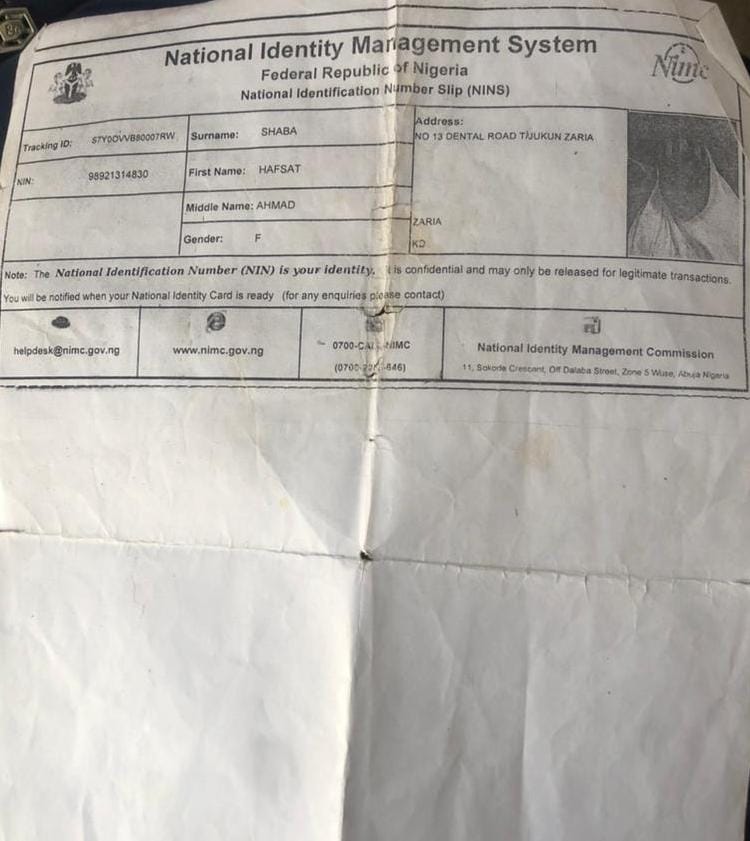 National Identity Management System
Federal Republic of Nigeria
National Identification Number Slip (NINS)
Nimc
Tracking ID:
Surname: SHABA
Address:
NO 13 DENTAL ROAD T/JUKUN ZARIA
NIN: 98921314830
First Name: HAFSAT
Middle Name: AHMAD
Gender: F
ZARIA
KD
Note: The National Identification Number (NIN) is your identity. It is confidential and may only be released for legitimate transactions.
You will be notified when your National Identity Card is ready (for any enquiries please contact)
helpdesk@nimc.gov.ng
www.nimc.gov.ng
National Identity Management Commission
11, Sokode Crescent, Off Dalaba Street, Zone 5 Wuse, Abuja Nigeria